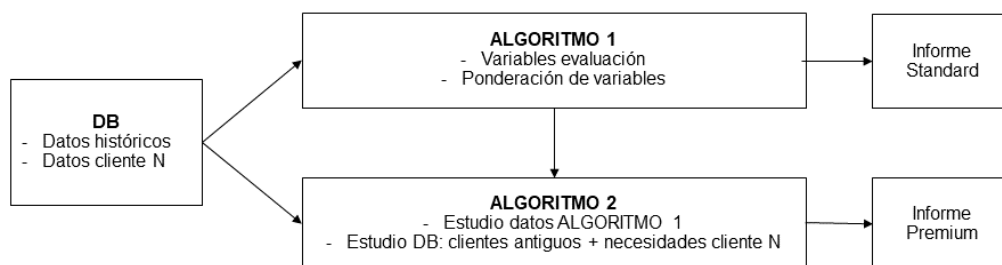 ALGORITMO 1
- Variables evaluación
- Ponderación de variables
Informe
Standard
DB
- Datos históricos
- Datos cliente N
ALGORITMO 2
- Estudio datos ALGORITMO 1
- Estudio DB: clientes antiguos + necesidades cliente N
Informe
Premium